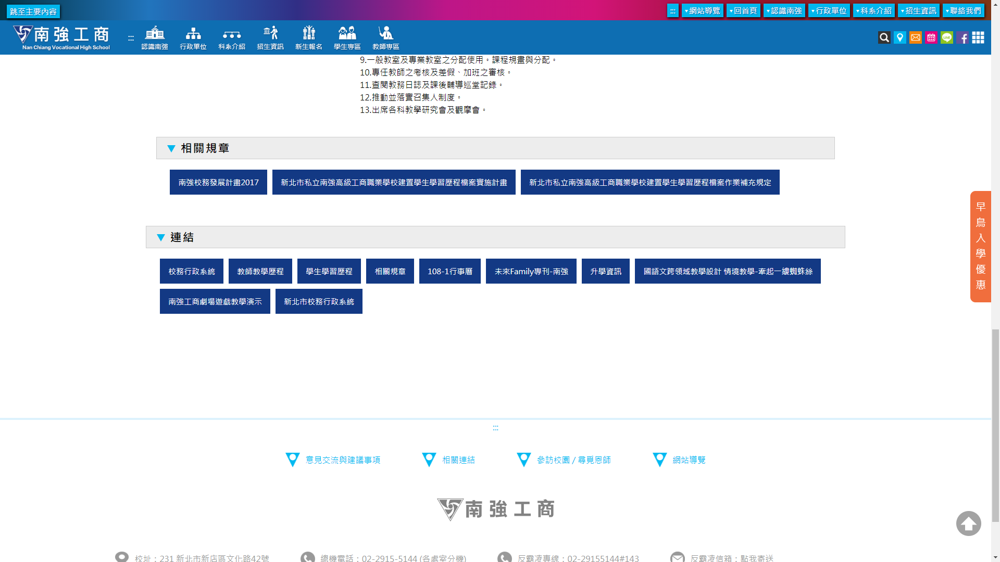 跳至主要內容
:::
網站導覽
回首頁
認識南強
行政單位
科系介紹
招生資訊
聯絡我們
南強工商
Nan Chiang Vocational High School
:::
認識南強
行政單位
科系介紹
招生資訊
新生報名
學生專區
教師專區
LINE
9.一般教室及專業教室之分配使用。課程規畫與分配。
10.專任教師之考核及差假、加班之審核。
11.查閱教務日誌及課後輔導巡堂記錄。
12.推動並落實召集人制度。
13.出席各科教學研究會及觀摩會。
▼ 相關規章
南強校務發展計畫2017
新北市私立南強高級工商職業學校建置學生學習歷程檔案實施計畫
新北市私立南強高級工商職業學校建置學生學習歷程檔案作業補充規定
早鳥入學優惠
▼ 連結
校務行政系統
教師教學歷程
學生學習歷程
相關規章
108-1行事曆
未來Family專刊-南強
升學資訊
國語文跨領域教學設計 情境教學-牽起一縷蜘蛛絲
南強工商劇場遊戲教學演示
新北市校務行政系統
:::
意見交流與建議事項
相關連結
參訪校園 / 尋覓恩師
網站導覽
南強工商
校址：231 新北市新店區文化路42號
總機電話：02-2915-5144 (各處室分機)
反霸凌專線：02-29155144#143
反霸凌信箱：點我寄送